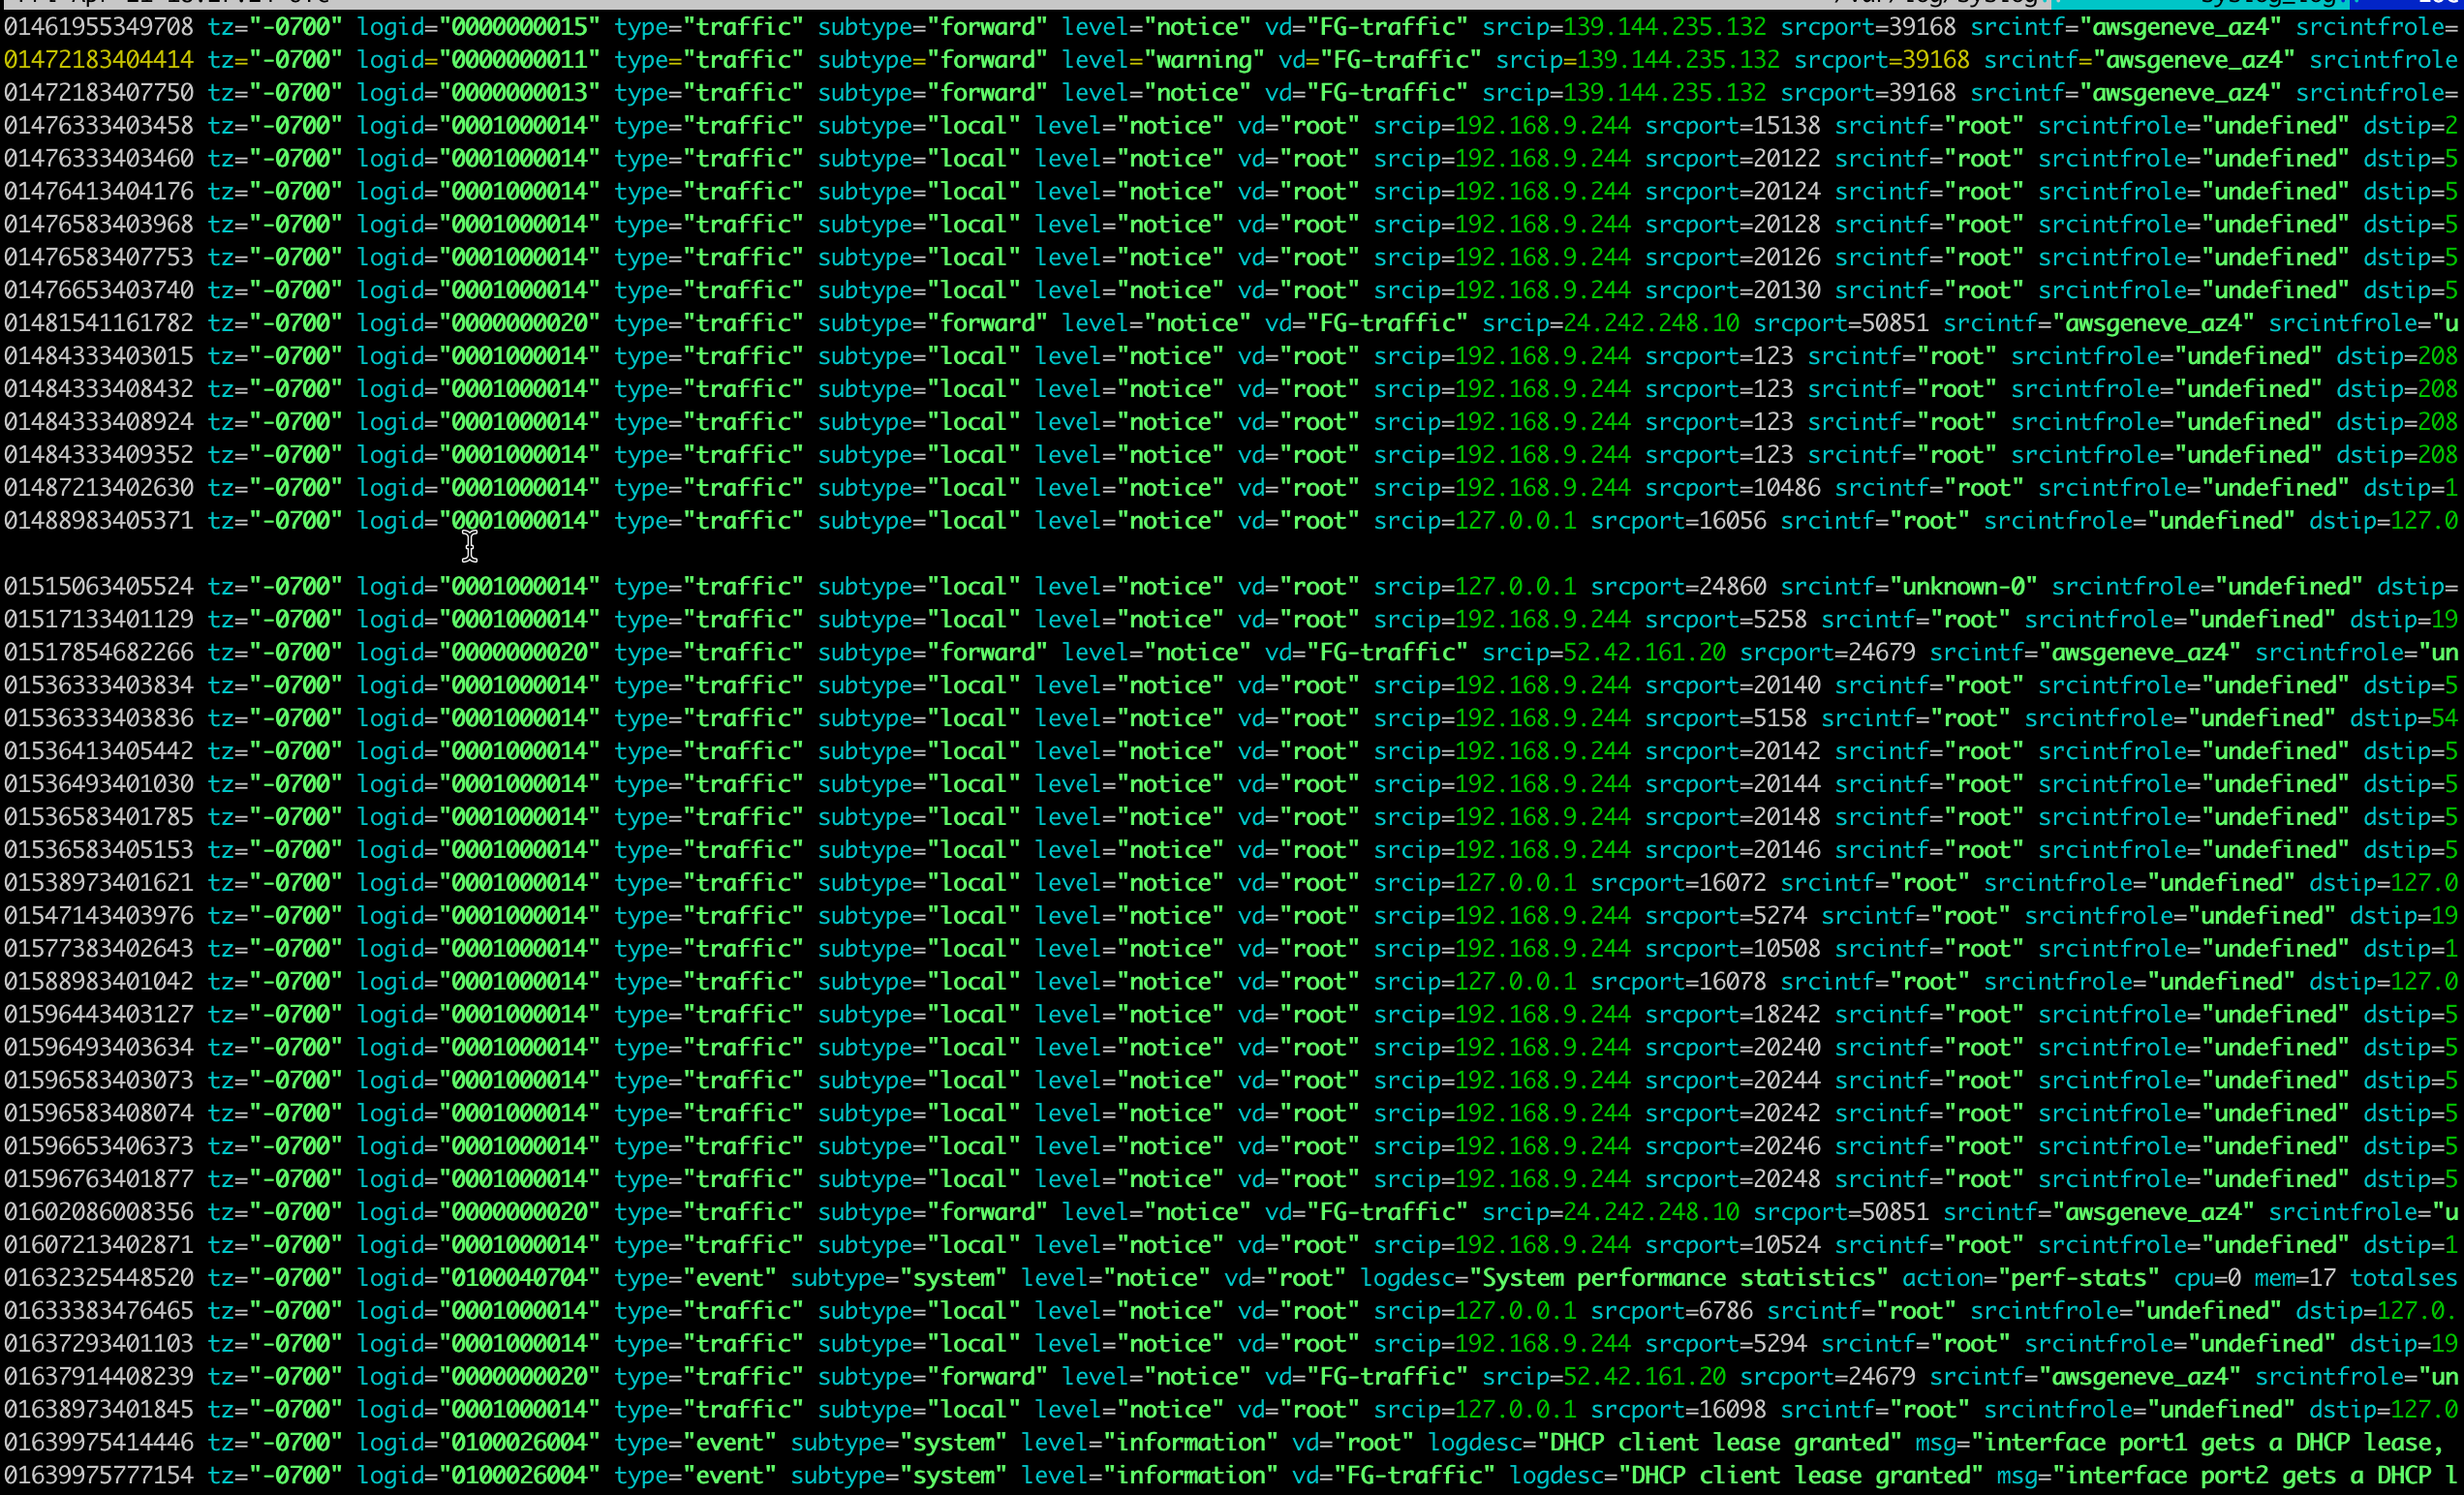 01461955349708 tz="-0700" logid="0000000015" type="traffic" subtype="forward" level="notice" vd="FG-traffic" srcip=139.144.235.132 srcport=39168 srcintf="awsgeneve_az4" srcintfrole=
01472183404414 tz="-0700" logid="0000000011" type="traffic" subtype="forward" level="warning" vd="FG-traffic" srcip=139.144.235.132 srcport=39168 srcintf="awsgeneve_az4" srcintfrole
01472183407750 tz="-0700" logid="0000000013" type="traffic" subtype="forward" level="notice" vd="FG-traffic" srcip=139.144.235.132 srcport=39168 srcintf="awsgeneve_az4" srcintfrole=
01476333403458 tz="-0700" logid="0001000014" type="traffic" subtype="local" level="notice" vd="root" srcip=192.168.9.244 srcport=15138 srcintf="root" srcintfrole="undefined" dstip=2
01476333403460 tz="-0700" logid="0001000014" type="traffic" subtype="local" level="notice" vd="root" srcip=192.168.9.244 srcport=20122 srcintf="root" srcintfrole="undefined" dstip=5
01476413404176 tz="-0700" logid="0001000014" type="traffic" subtype="local" level="notice" vd="root" srcip=192.168.9.244 srcport=20124 srcintf="root" srcintfrole="undefined" dstip=5
01476583403968 tz="-0700" logid="0001000014" type="traffic" subtype="local" level="notice" vd="root" srcip=192.168.9.244 srcport=20128 srcintf="root" srcintfrole="undefined" dstip=5
01476583407753 tz="-0700" logid="0001000014" type="traffic" subtype="local" level="notice" vd="root" srcip=192.168.9.244 srcport=20126 srcintf="root" srcintfrole="undefined" dstip=5
01476653403740 tz="-0700" logid="0001000014" type="traffic" subtype="local" level="notice" vd="root" srcip=192.168.9.244 srcport=20130 srcintf="root" srcintfrole="undefined" dstip=5
01481541161782 tz="-0700" logid="0000000020" type="traffic" subtype="forward" level="notice" vd="FG-traffic" srcip=24.242.248.10 srcport=50851 srcintf="awsgeneve_az4" srcintfrole="u
01484333403015 tz="-0700" logid="0001000014" type="traffic" subtype="local" level="notice" vd="root" srcip=192.168.9.244 srcport=123 srcintf="root" srcintfrole="undefined" dstip=208
01484333408432 tz="-0700" logid="0001000014" type="traffic" subtype="local" level="notice" vd="root" srcip=192.168.9.244 srcport=123 srcintf="root" srcintfrole="undefined" dstip=208
01484333408924 tz="-0700" logid="0001000014" type="traffic" subtype="local" level="notice" vd="root" srcip=192.168.9.244 srcport=123 srcintf="root" srcintfrole="undefined" dstip=208
01484333409352 tz="-0700" logid="0001000014" type="traffic" subtype="local" level="notice" vd="root" srcip=192.168.9.244 srcport=123 srcintf="root" srcintfrole="undefined" dstip=208
01487213402630 tz="-0700" logid="0001000014" type="traffic" subtype="local" level="notice" vd="root" srcip=192.168.9.244 srcport=10486 srcintf="root" srcintfrole="undefined" dstip=1
01488983405371 tz="-0700" logid="0001000014" type="traffic" subtype="local" level="notice" vd="root" srcip=127.0.0.1 srcport=16056 srcintf="root" srcintfrole="undefined" dstip=127.0
01515063405524 tz="-0700" logid="0001000014" type="traffic" subtype="local" level="notice" vd="root" srcip=127.0.0.1 srcport=24860 srcintf="unknown-0" srcintfrole="undefined" dstip=
01517133401129 tz="-0700" logid="0001000014" type="traffic" subtype="local" level="notice" vd="root" srcip=192.168.9.244 srcport=5258 srcintf="root" srcintfrole="undefined" dstip=19
01517854682266 tz="-0700" logid="0000000020" type="traffic" subtype="forward" level="notice" vd="FG-traffic" srcip=52.42.161.20 srcport=24679 srcintf="awsgeneve_az4" srcintfrole="un
01536333403834 tz="-0700" logid="0001000014" type="traffic" subtype="local" level="notice" vd="root" srcip=192.168.9.244 srcport=20140 srcintf="root" srcintfrole="undefined" dstip=5
01536333403836 tz="-0700" logid="0001000014" type="traffic" subtype="local" level="notice" vd="root" srcip=192.168.9.244 srcport=5158 srcintf="root" srcintfrole="undefined" dstip=54
01536413405442 tz="-0700" logid="0001000014" type="traffic" subtype="local" level="notice" vd="root" srcip=192.168.9.244 srcport=20142 srcintf="root" srcintfrole="undefined" dstip=5
01536493401030 tz="-0700" logid="0001000014" type="traffic" subtype="local" level="notice" vd="root" srcip=192.168.9.244 srcport=20144 srcintf="root" srcintfrole="undefined" dstip=5
01536583401785 tz="-0700" logid="0001000014" type="traffic" subtype="local" level="notice" vd="root" srcip=192.168.9.244 srcport=20148 srcintf="root" srcintfrole="undefined" dstip=5
01536583405153 tz="-0700" logid="0001000014" type="traffic" subtype="local" level="notice" vd="root" srcip=192.168.9.244 srcport=20146 srcintf="root" srcintfrole="undefined" dstip=5
01538973401621 tz="-0700" logid="0001000014" type="traffic" subtype="local" level="notice" vd="root" srcip=127.0.0.1 srcport=16072 srcintf="root" srcintfrole="undefined" dstip=127.0
01547143403976 tz="-0700" logid="0001000014" type="traffic" subtype="local" level="notice" vd="root" srcip=192.168.9.244 srcport=5274 srcintf="root" srcintfrole="undefined" dstip=19
01577383402643 tz="-0700" logid="0001000014" type="traffic" subtype="local" level="notice" vd="root" srcip=192.168.9.244 srcport=10508 srcintf="root" srcintfrole="undefined" dstip=1
01588983401042 tz="-0700" logid="0001000014" type="traffic" subtype="local" level="notice" vd="root" srcip=127.0.0.1 srcport=16078 srcintf="root" srcintfrole="undefined" dstip=127.0
01596443403127 tz="-0700" logid="0001000014" type="traffic" subtype="local" level="notice" vd="root" srcip=192.168.9.244 srcport=18242 srcintf="root" srcintfrole="undefined" dstip=5
01596493403634 tz="-0700" logid="0001000014" type="traffic" subtype="local" level="notice" vd="root" srcip=192.168.9.244 srcport=20240 srcintf="root" srcintfrole="undefined" dstip=5
01596583403073 tz="-0700" logid="0001000014" type="traffic" subtype="local" level="notice" vd="root" srcip=192.168.9.244 srcport=20244 srcintf="root" srcintfrole="undefined" dstip=5
01596583408074 tz="-0700" logid="0001000014" type="traffic" subtype="local" level="notice" vd="root" srcip=192.168.9.244 srcport=20242 srcintf="root" srcintfrole="undefined" dstip=5
01596653406373 tz="-0700" logid="0001000014" type="traffic" subtype="local" level="notice" vd="root" srcip=192.168.9.244 srcport=20246 srcintf="root" srcintfrole="undefined" dstip=5
01596763401877 tz="-0700" logid="0001000014" type="traffic" subtype="local" level="notice" vd="root" srcip=192.168.9.244 srcport=20248 srcintf="root" srcintfrole="undefined" dstip=5
01602086008356 tz="-0700" logid="0000000020" type="traffic" subtype="forward" level="notice" vd="FG-traffic" srcip=24.242.248.10 srcport=50851 srcintf="awsgeneve_az4" srcintfrole="u
01607213402871 tz="-0700" logid="0001000014" type="traffic" subtype="local" level="notice" vd="root" srcip=192.168.9.244 srcport=10524 srcintf="root" srcintfrole="undefined" dstip=1
01632325448520 tz="-0700" logid="0100040704" type="event" subtype="system" level="notice" vd="root" logdesc="System performance statistics" action="perf-stats" cpu=0 mem=17 totalses
01633383476465 tz="-0700" logid="0001000014" type="traffic" subtype="local" level="notice" vd="root" srcip=127.0.0.1 srcport=6786 srcintf="root" srcintfrole="undefined" dstip=127.0.
01637293401103 tz="-0700" logid="0001000014" type="traffic" subtype="local" level="notice" vd="root" srcip=192.168.9.244 srcport=5294 srcintf="root" srcintfrole="undefined" dstip=19
01637914408239 tz="-0700" logid="0000000020" type="traffic" subtype="forward" level="notice" vd="FG-traffic" srcip=52.42.161.20 srcport=24679 srcintf="awsgeneve_az4" srcintfrole="un
01638973401845 tz="-0700" logid="0001000014" type="traffic" subtype="local" level="notice" vd="root" srcip=127.0.0.1 srcport=16098 srcintf="root" srcintfrole="undefined" dstip=127.0
01639975414446 tz="-0700" logid="0100026004" type="event" subtype="system" level="information" vd="root" logdesc="DHCP client lease granted" msg="interface port1 gets a DHCP lease,
01639975777154 tz="-0700" logid="0100026004" type="event" subtype="system" level="information" vd="FG-traffic" logdesc="DHCP client lease granted" msg="interface port2 gets a DHCP l